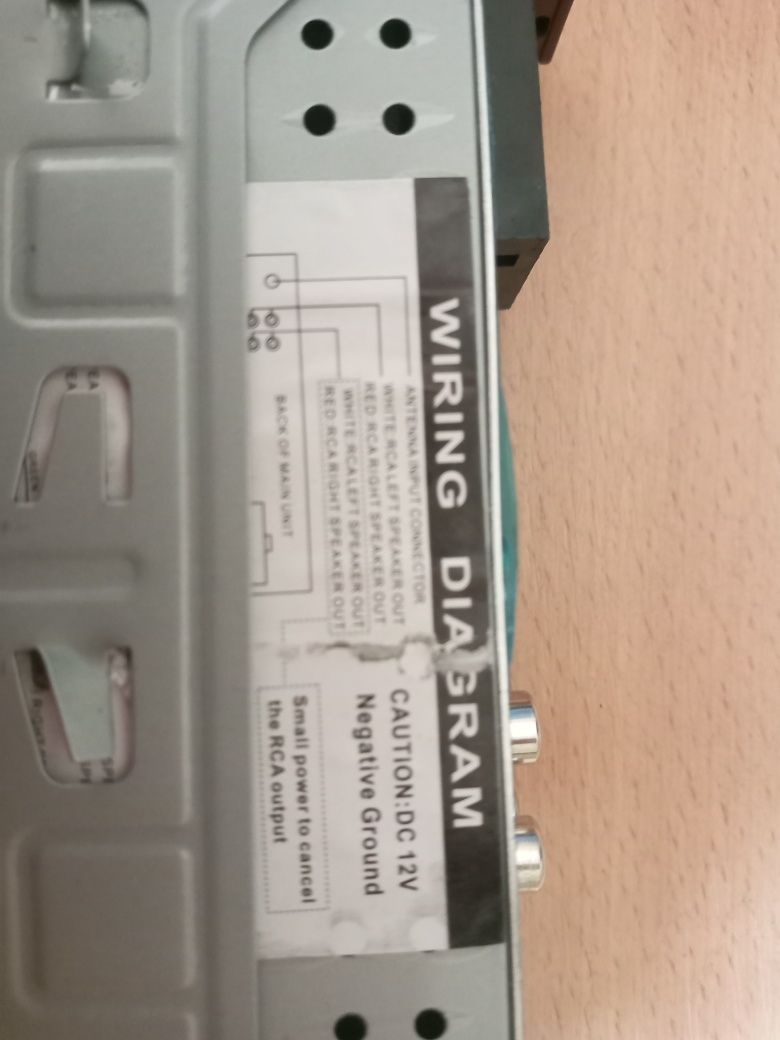 WIRING DIAGRAM
ANTENNA INPUT CONNECTOR
WHITE RCA LEFT SPEAKER OUT
RED RCA RIGHT SPEAKER OUT
WHITE RCA LEFT SPEAKER OUT
RED RCA RIGHT SPEAKER OUT
BACK OF MAIN UNIT
CAUTION:DC 12V
Negative Ground
Small power to cancel
the RCA output
GREEN